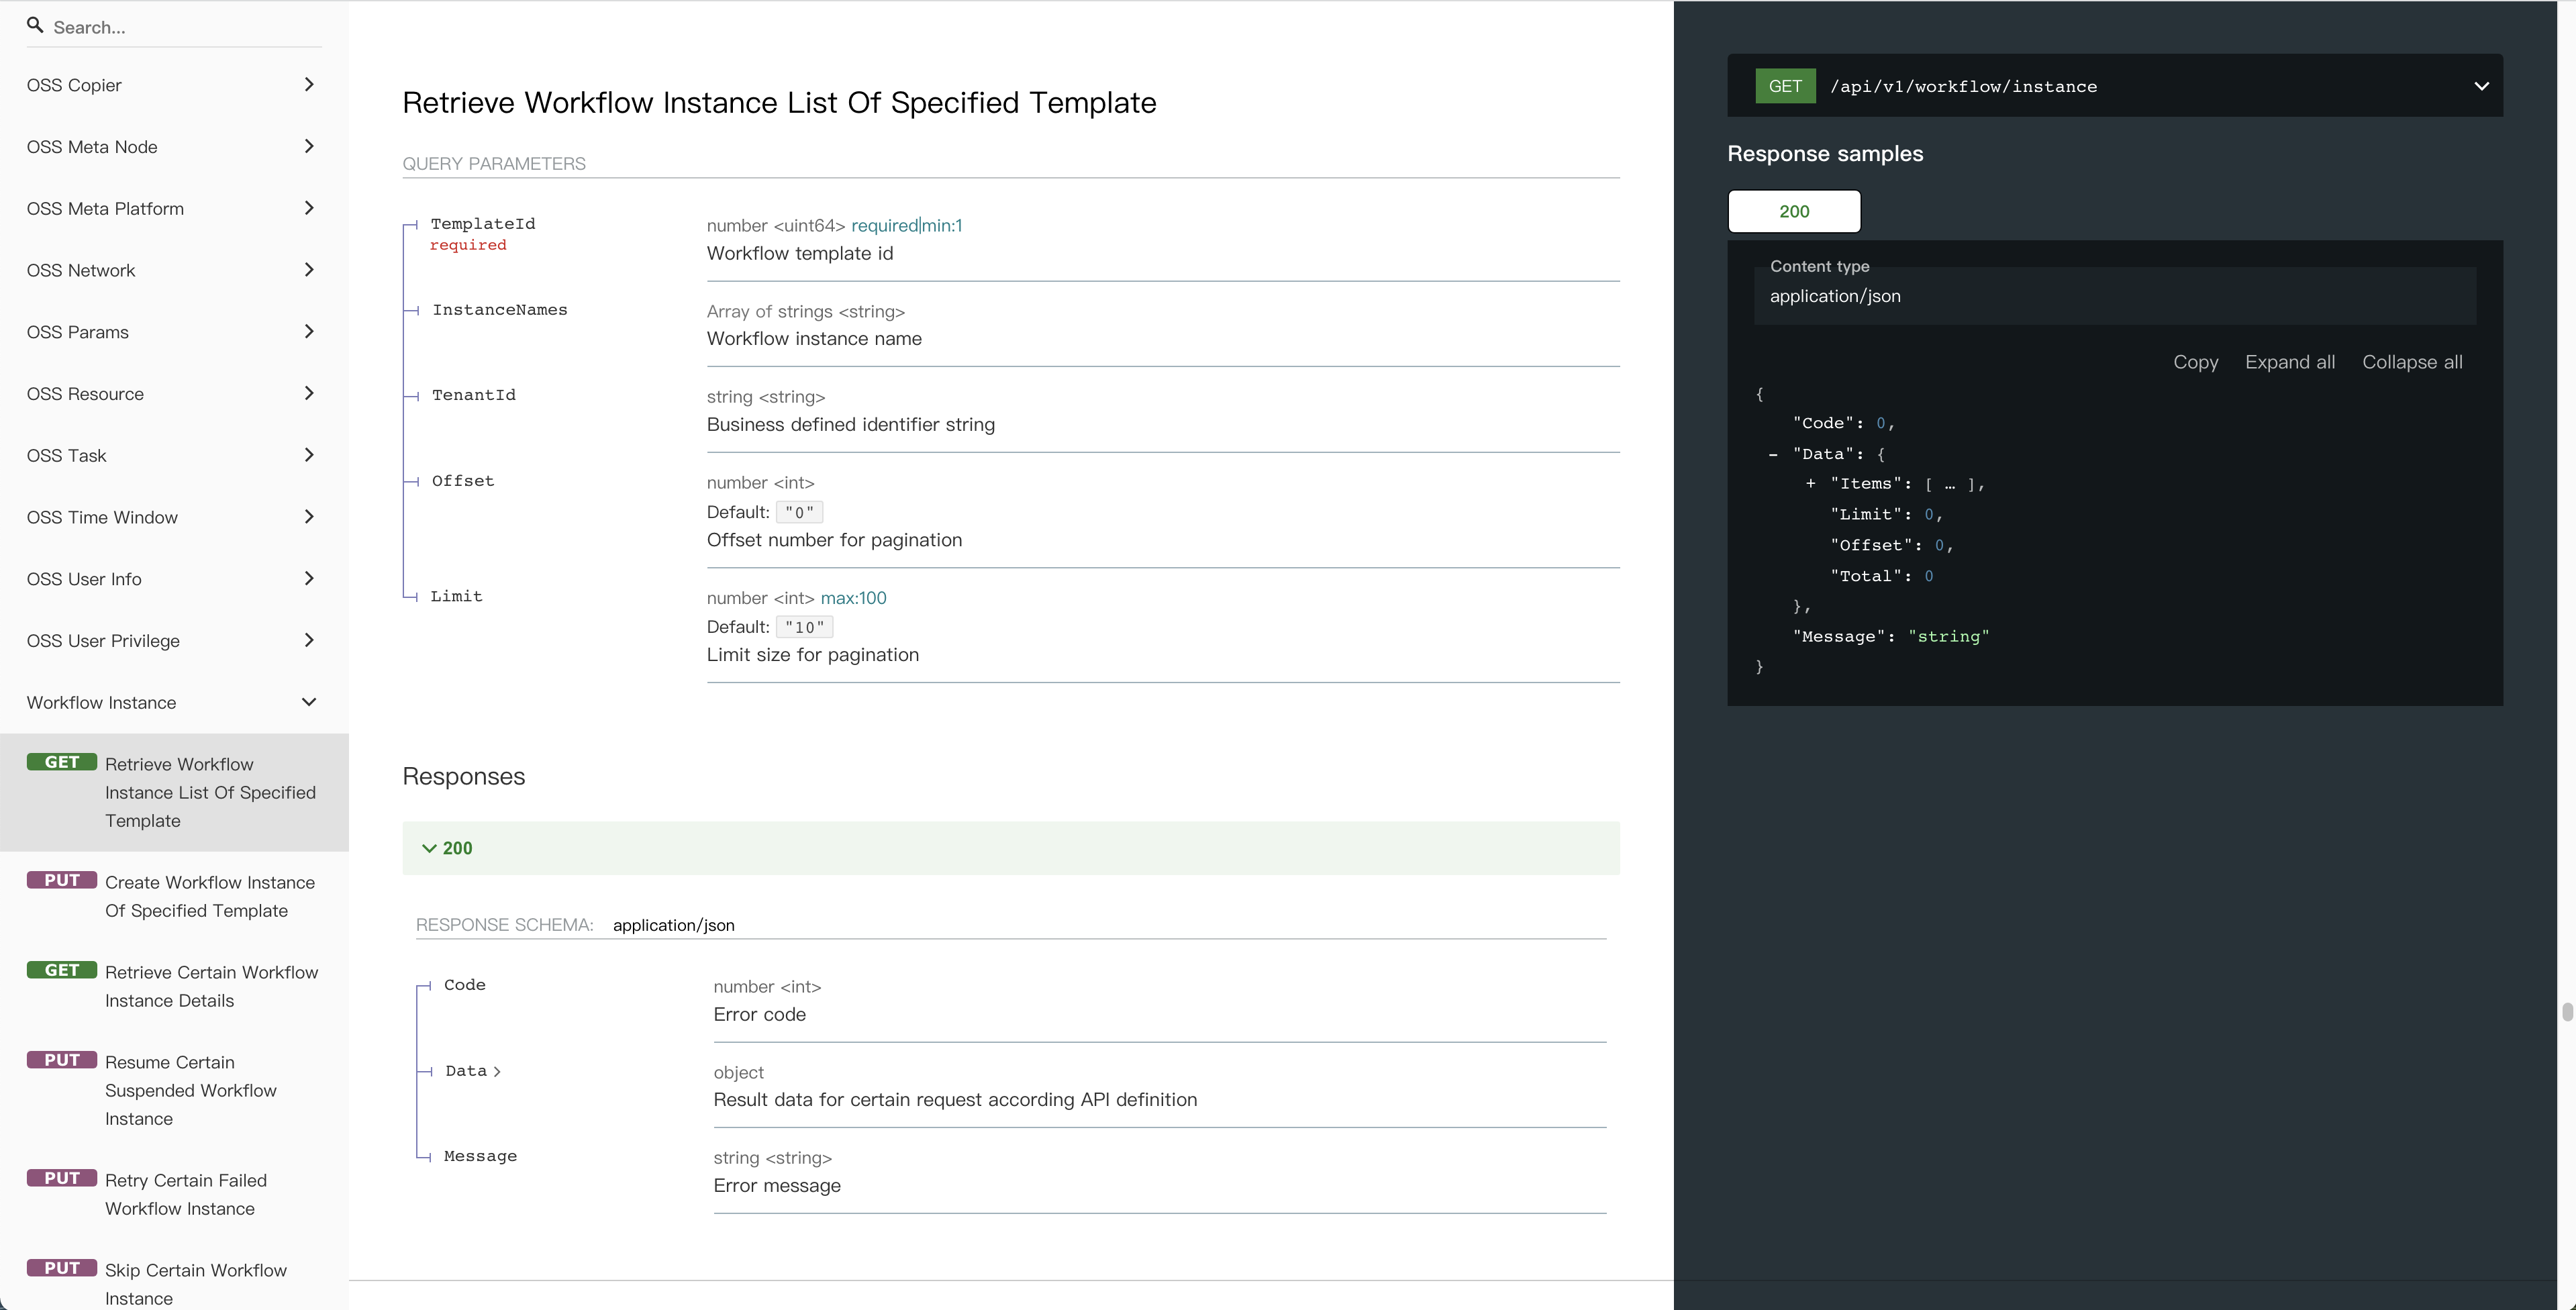 Search...
OSS Copier
OSS Meta Node
OSS Meta Platform
OSS Network
OSS Params
OSS Resource
OSS Task
OSS Time Window
OSS User Info
OSS User Privilege
Workflow Instance
GET Retrieve Workflow
Instance List Of Specified
Template
PUT Create Workflow Instance
Of Specified Template
GET Retrieve Certain Workflow
Instance Details
PUT Resume Certain
Suspended Workflow
Instance
PUT Retry Certain Failed
Workflow Instance
PUT Skip Certain Workflow
Instance
Retrieve Workflow Instance List Of Specified Template
QUERY PARAMETERS
TemplateId number <uint64> required|min:1
required
Workflow template id
InstanceNames Array of strings <string>
Workflow instance name
TenantId string <string>
Business defined identifier string
Offset number <int>
Default: "0"
Offset number for pagination
Limit number <int> max:100
Default: "10"
Limit size for pagination
Responses
200
RESPONSE SCHEMA: application/json
Code number <int>
Error code
Data > object
Result data for certain request according API definition
Message string <string>
Error message
GET /api/v1/workflow/instance
Response samples
200
Content type
application/json
Copy Expand all Collapse all
{
"Code": 0,
- "Data": {
+ "Items": [ … ],
"Limit": 0,
"Offset": 0,
"Total": 0
},
"Message": "string"
}